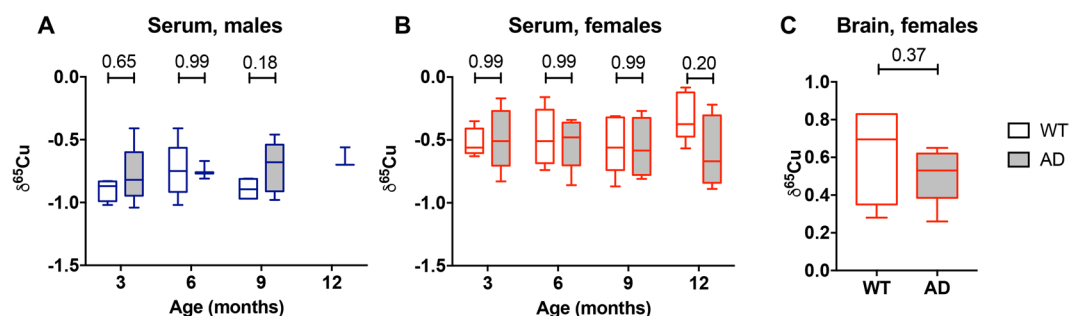 A
Serum, males
0.65
0.99
0.18
0.0
-0.5
-1.0
-1.5
δ65Cu
3
6
9
12
Age (months)
B
Serum, females
0.99
0.99
0.99
0.20
0.0
-0.5
-1.0
-1.5
δ65Cu
3
6
9
12
Age (months)
C
Brain, females
0.37
1.0
0.8
0.6
0.4
0.2
0.0
δ65Cu
WT
AD
WT
AD